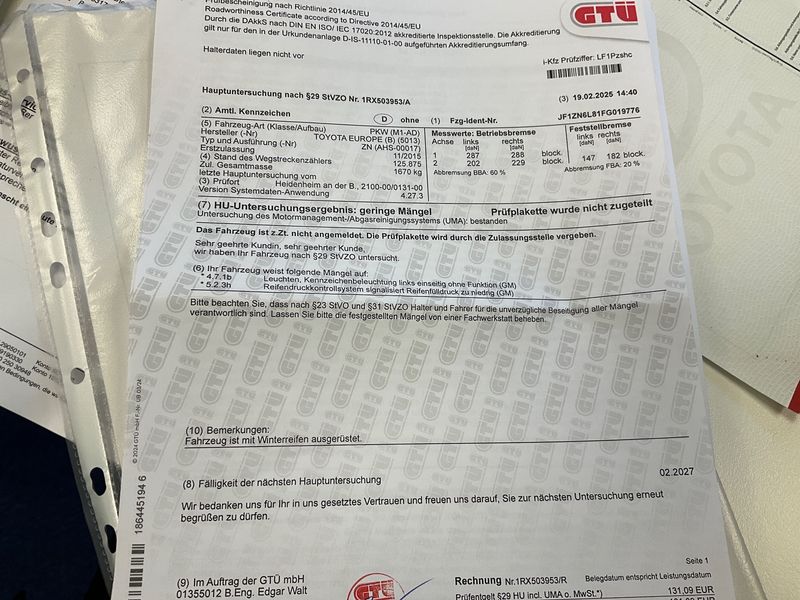 Prüfbescheinigung nach Richtlinie 2014/45/EU
Roadworthiness Certificate according to Directive 2014/45/EU
Durch die DAkkS nach DIN EN ISO/ IEC 17020:2012 akkreditierte Inspektionsstelle. Die Akkreditierung
gilt nur für den in der Urkundenanlage D-IS-11110-01-00 aufgeführten Akkreditierungsumfang.
GTÜ
Halterdaten liegen nicht vor
i-Kfz Prüfziffer: LF1Pzshc
Hauptuntersuchung nach §29 StVZO Nr. 1RX503953/A
(3) 19.02.2025 14:40
(2) Amtl. Kennzeichen D ohne (1) Fzg-Ident-Nr. JF1ZN6L81FG019776
(5) Fahrzeug-Art (Klasse/Aufbau) PKW (M1-AD)
Hersteller (-Nr) TOYOTA EUROPE (B) (5013)
Typ und Ausführung (-Nr) ZN (AHS-00017)
Erstzulassung 11/2015
(4) Stand des Wegstreckenzählers 125.875
Zul. Gesamtmasse 1670 kg
letzte Hauptuntersuchung vom
(3) Prüfort Heidenheim an der B., 2100-00/0131-00
Version Systemdaten-Anwendung 4.27.3
Messwerte: Betriebsbremse
Achse links rechts
[daN] [daN]
1 287 288 block.
2 202 229 block.
Abbremsung BBA: 60 %
Feststellbremse
links rechts
[daN] [daN]
147 182 block.
Abbremsung FBA: 20 %
(7) HU-Untersuchungsergebnis: geringe Mängel Prüfplakette wurde nicht zugeteilt
Untersuchung des Motormanagement-/Abgasreinigungssystems (UMA): bestanden
Das Fahrzeug ist z.Zt. nicht angemeldet. Die Prüfplakette wird durch die Zulassungsstelle vergeben.
Sehr geehrte Kundin, sehr geehrter Kunde,
wir haben Ihr Fahrzeug nach §29 StVZO untersucht.
(6) Ihr Fahrzeug weist folgende Mängel auf:
* 4.7.1b Leuchten, Kennzeichenbeleuchtung links einseitig ohne Funktion (GM)
* 5.2.3h Reifendruckkontrollsystem signalisiert Reifenfülldruck zu niedrig (GM)
Bitte beachten Sie, dass nach §23 StVO und §31 StVZO Halter und Fahrer für die unverzügliche Beseitigung aller Mängel
verantwortlich sind. Lassen Sie bitte die festgestellten Mängel von einer Fachwerkstatt beheben.
(10) Bemerkungen:
Fahrzeug ist mit Winterreifen ausgerüstet.
(8) Fälligkeit der nächsten Hauptuntersuchung 02.2027
Wir bedanken uns für Ihr in uns gesetztes Vertrauen und freuen uns darauf, Sie zur nächsten Untersuchung erneut
begrüßen zu dürfen.
Seite 1
(9) Im Auftrag der GTÜ mbH
01355012 B.Eng. Edgar Walt
GTÜ
Rechnung Nr.1RX503953/R Belegdatum entspricht Leistungsdatum
Prüfentgelt §29 HU incl. UMA o. MwSt.*) 131,09 EUR
© 2024 GTÜ mbH F.-Nr. UB 03/24
186445194 6